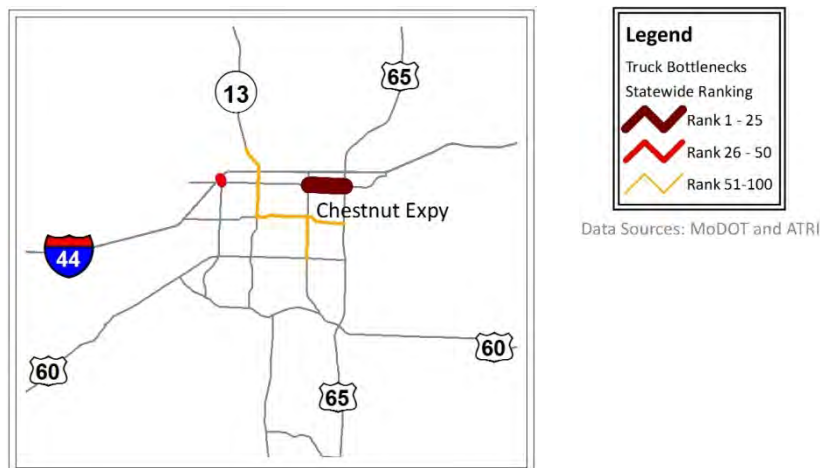 13
65
Chestnut Expy
44
60
60
65
Legend
Truck Bottlenecks
Statewide Ranking
Rank 1 - 25
Rank 26 - 50
Rank 51-100
Data Sources: MoDOT and ATRI